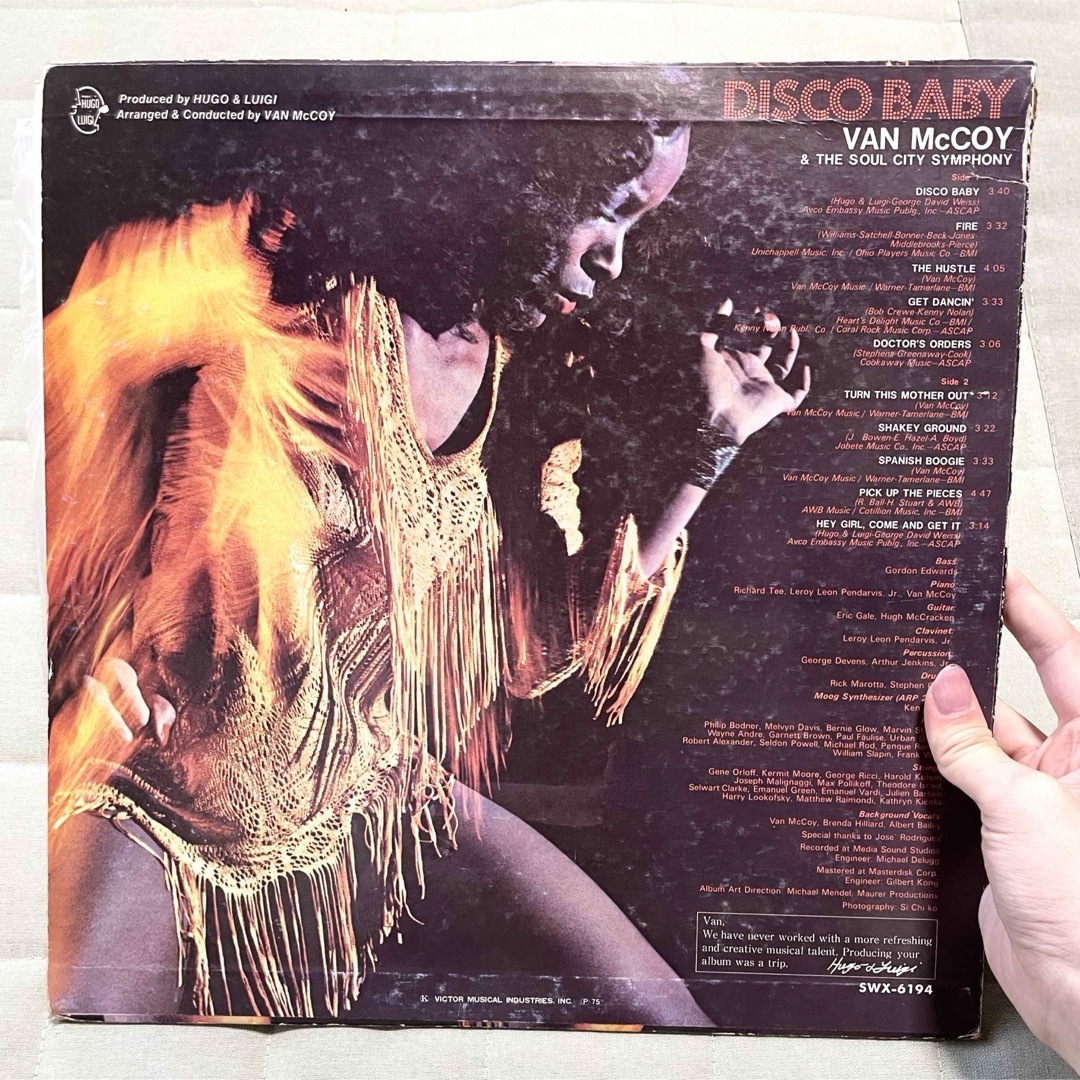 HUGO
LUIGI
Produced by HUGO & LUIGI
Arranged & Conducted by VAN McCOY
DISCO BABY
VAN McCOY
& THE SOUL CITY SYMPHONY
Side 1
DISCO BABY 3:40
(Hugo & Luigi-George David Weiss)
Avco Embassy Music Publg., Inc.—ASCAP
FIRE 3:32
(Williams-Satchell-Bonner-Beck-Jones-
Middlebrooks-Pierce)
Unichappell Music. Inc. / Ohio Players Music Co.—BMI
THE HUSTLE 4:05
(Van McCoy)
Van McCoy Music / Warner-Tamerlane—BMI
GET DANCIN' 3:33
(Bob Crewe-Kenny Nolan)
Heart's Delight Music Co.—BMI /
Kenny Nolan Publ. Co. / Coral Rock Music Corp.—ASCAP
DOCTOR'S ORDERS 3:06
(Stephens-Greenaway-Cook)
Cookaway Music—ASCAP
Side 2
TURN THIS MOTHER OUT* 3:12
(Van McCoy)
Van McCoy Music / Warner-Tamerlane—BMI
SHAKEY GROUND 3:22
(J. Bowen-E. Hazel-A. Boyd)
Jobete Music Co., Inc.—ASCAP
SPANISH BOOGIE 3:33
(Van McCoy)
Van McCoy Music / Warner-Tamerlane—BMI
PICK UP THE PIECES 4:47
(R. Ball-H. Stuart & AWB)
AWB Music / Cotillion Music, Inc.—BMI
HEY GIRL, COME AND GET IT 3:14
(Hugo & Luigi-George David Weiss)
Avco Embassy Music Publg., Inc.—ASCAP
Bass:
Gordon Edwards
Piano:
Richard Tee, Leroy Leon Pendarvis, Jr., Van McCoy
Guitar:
Eric Gale, Hugh McCracken
Clavinet:
Leroy Leon Pendarvis, Jr.
Percussion:
George Devens, Arthur Jenkins, Jr.
Rick Marotta, Stephen
Moog Synthesizer (ARP
Philip Bodner, Melvyn Davis, Bernie Glow, Marvin
Wayne Andre, Garnett Brown, Paul Faulise, Urban
Robert Alexander, Seldon Powell, Michael Rod, Penque
William Slapin, Frank
Gene Orloff, Kermit Moore, George Ricci, Harold
Joseph Malignaggi, Max Pollikoff, Theodore
Selwart Clarke, Emanuel Green, Emanuel Vardi, Julien
Harry Lookofsky, Matthew Raimondi, Kathryn
Background Vocals:
Van McCoy, Brenda Hilliard, Albert Bailey
Special thanks to Jose' Rodriguez
Recorded at Media Sound Studios
Engineer: Michael
Mastered at Masterdisk Corp.
Engineer: Gilbert Kong
Album Art Direction: Michael Mendel, Maurer Productions
Photography: Si Chi ko
Van,
We have never worked with a more refreshing
and creative musical talent. Producing your
album was a trip. Hugo & Luigi
SWX-6194
K VICTOR MUSICAL INDUSTRIES, INC. P 75